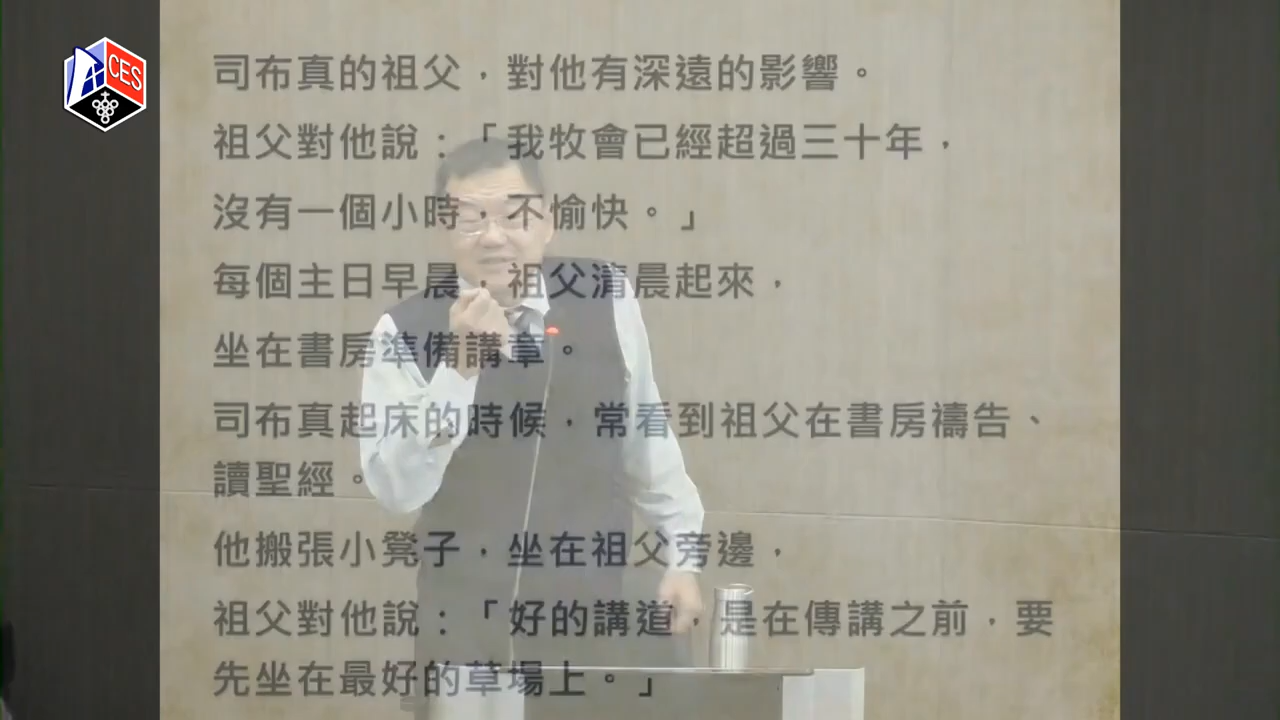 ACES
司布真的祖父，對他有深遠的影響。
祖父對他說：「我牧會已經超過三十年，
沒有一個小時，不愉快。」
每個主日早晨，祖父清晨起來，
坐在書房準備講章。
司布真起床的時候，常看到祖父在書房禱告、
讀聖經。
他搬張小凳子，坐在祖父旁邊，
祖父對他說：「好的講道，是在傳講之前，要
先坐在最好的草場上。」